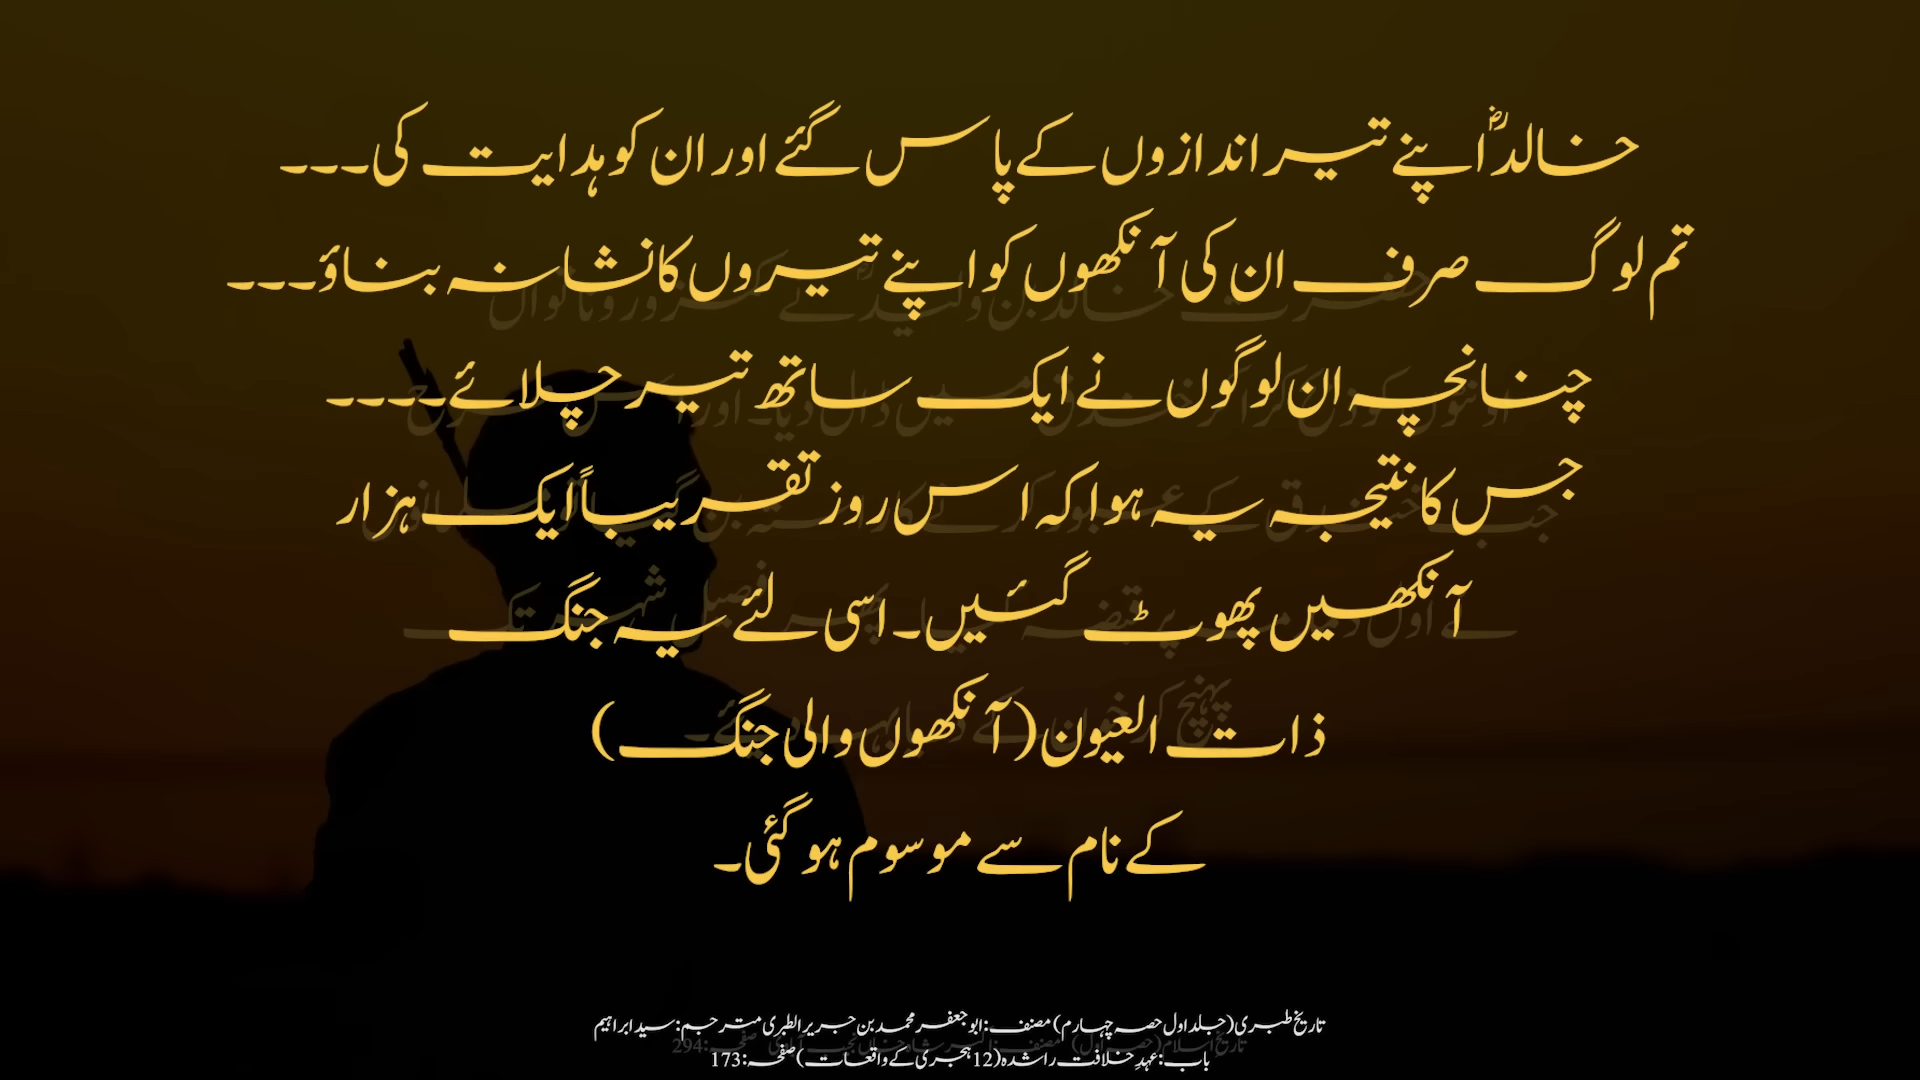 خالدؓ اپنے تیر اندازوں کے پاس گئے اور ان کو ہدایت کی۔۔۔
تم لوگ صرف ان کی آنکھوں کو اپنے تیروں کا نشانہ بناؤ۔۔۔
چنانچہ ان لوگوں نے ایک ساتھ تیر چلائے۔۔۔۔
جس کا نتیجہ یہ ہوا کہ اس روز تقریباً ایک ہزار
آنکھیں پھوٹ گئیں۔ اسی لئے یہ جنگ
ذات العیون (آنکھوں والی جنگ)
کے نام سے موسوم ہو گئی۔
تاریخ طبری (جلد اول حصہ چہارم) مصنف: ابو جعفر محمد بن جریر الطبری مترجم: سید ابراہیم
باب: عہدِ خلافت راشدہ (12 ہجری کے واقعات) صفحہ: 173